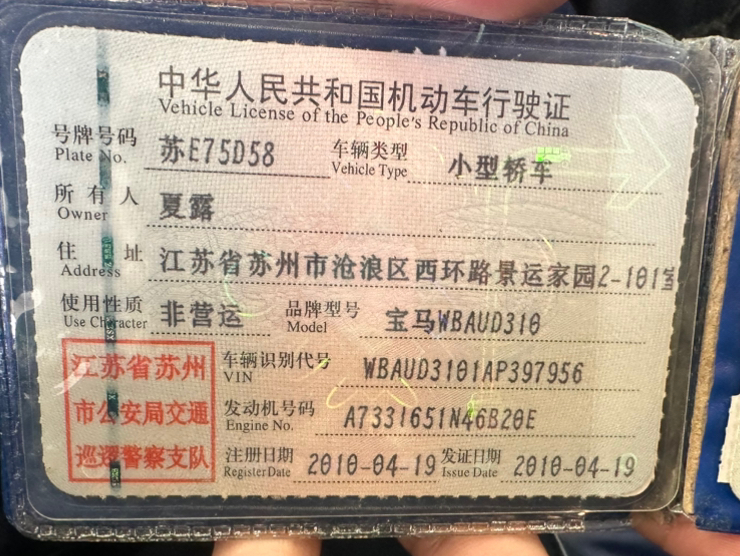 中华人民共和国机动车行驶证
Vehicle License of the People's Republic of China
号牌号码 苏E75D58 车辆类型 小型轿车
Plate No. Vehicle Type
所有人 夏露
Owner
住址 江苏省苏州市沧浪区西环路景运家园2-101室
Address
使用性质 非营运 品牌型号 宝马WBAUD310
Use Character Model
江苏省苏州 车辆识别代号 WBAUD3101AP397956
VIN
市公安局交通 发动机号码 A7331651N46B20E
Engine No.
巡逻警察支队 注册日期 2010-04-19 发证日期 2010-04-19
Register Date Issue Date